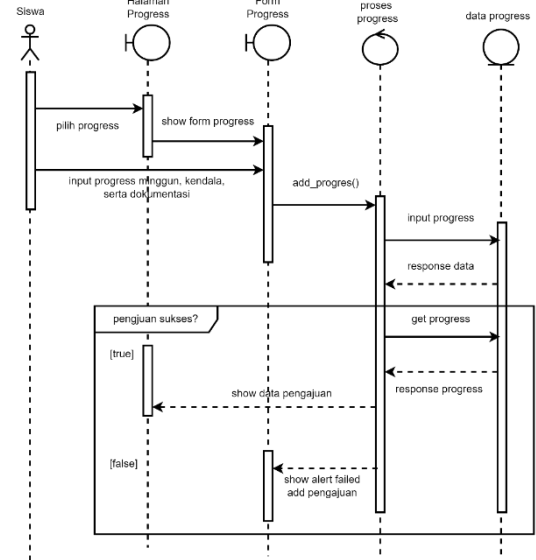 Siswa
Halaman
Progress
Form
Progress
proses
progress
data progress
pilih progress
show form progress
input progress minggun, kendala,
serta dokumentasi
add_progres()
input progress
response data
pengjuan sukses?
get progress
[true]
response progress
show data pengajuan
[false]
show alert failed
add pengajuan